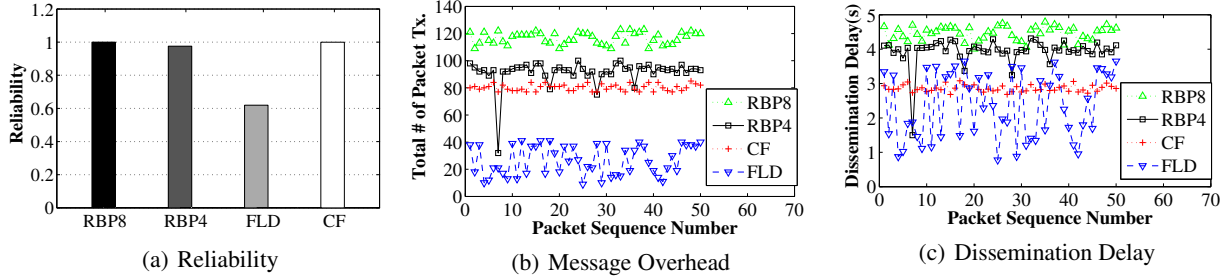 Reliability
1.2
1
0.8
0.6
0.4
0.2
0
RBP8 RBP4 FLD CF
(a) Reliability
Total # of Packet Tx.
140
120
100
80
60
40
20
0
0 10 20 30 40 50 60 70
Packet Sequence Number
RBP8
RBP4
CF
FLD
(b) Message Overhead
Dissemination Delay(s)
5
4
3
2
1
0
0 10 20 30 40 50 60 70
Packet Sequence Number
RBP8
RBP4
CF
FLD
(c) Dissemination Delay